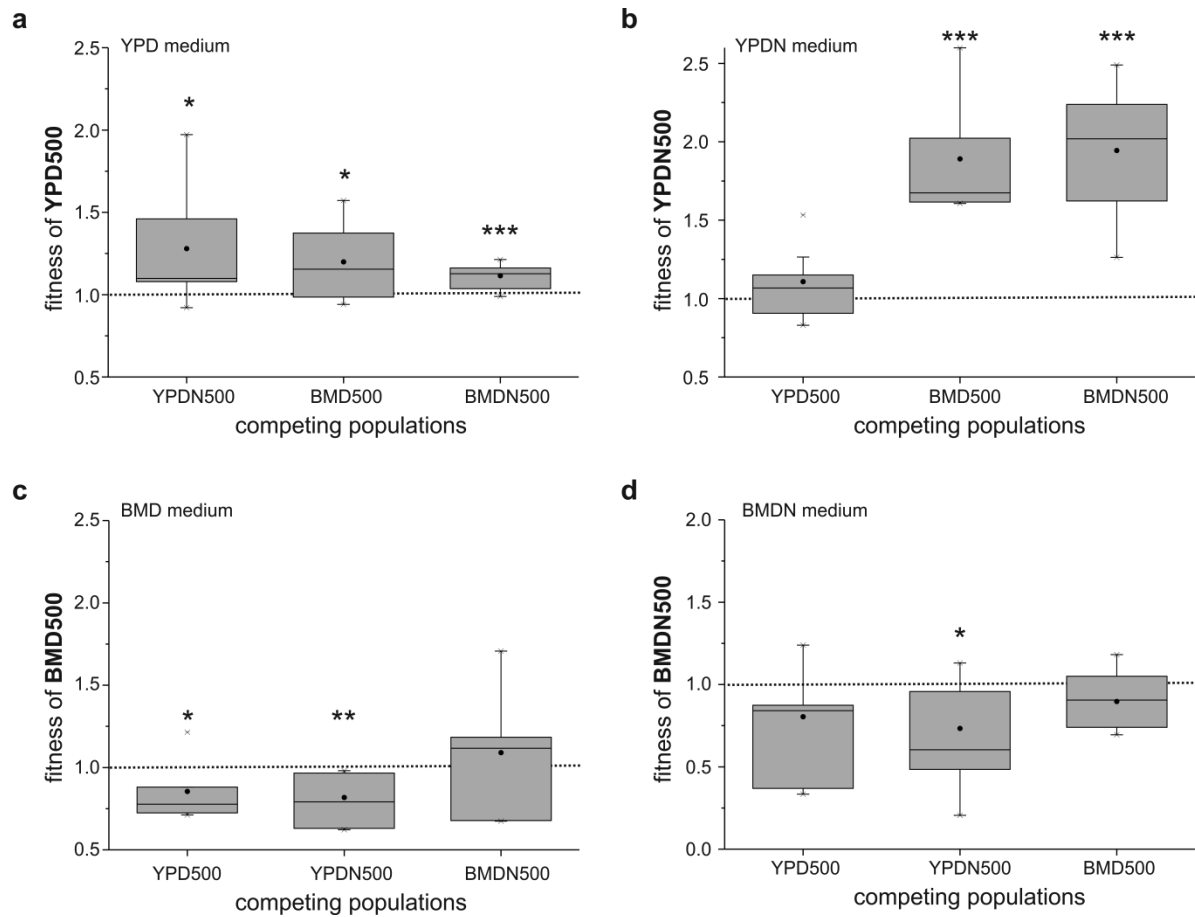 a
YPD medium
2.5
2.0
1.5
1.0
0.5
fitness of YPD500
*
*
***
YPDN500 BMD500 BMDN500
competing populations
b
YPDN medium
2.5
2.0
1.5
1.0
0.5
fitness of YPDN500
***
***
YPD500 BMD500 BMDN500
competing populations
c
BMD medium
2.5
2.0
1.5
1.0
0.5
fitness of BMD500
*
**
YPD500 YPDN500 BMDN500
competing populations
d
BMDN medium
2.0
1.5
1.0
0.5
0.0
fitness of BMDN500
*
YPD500 YPDN500 BMD500
competing populations